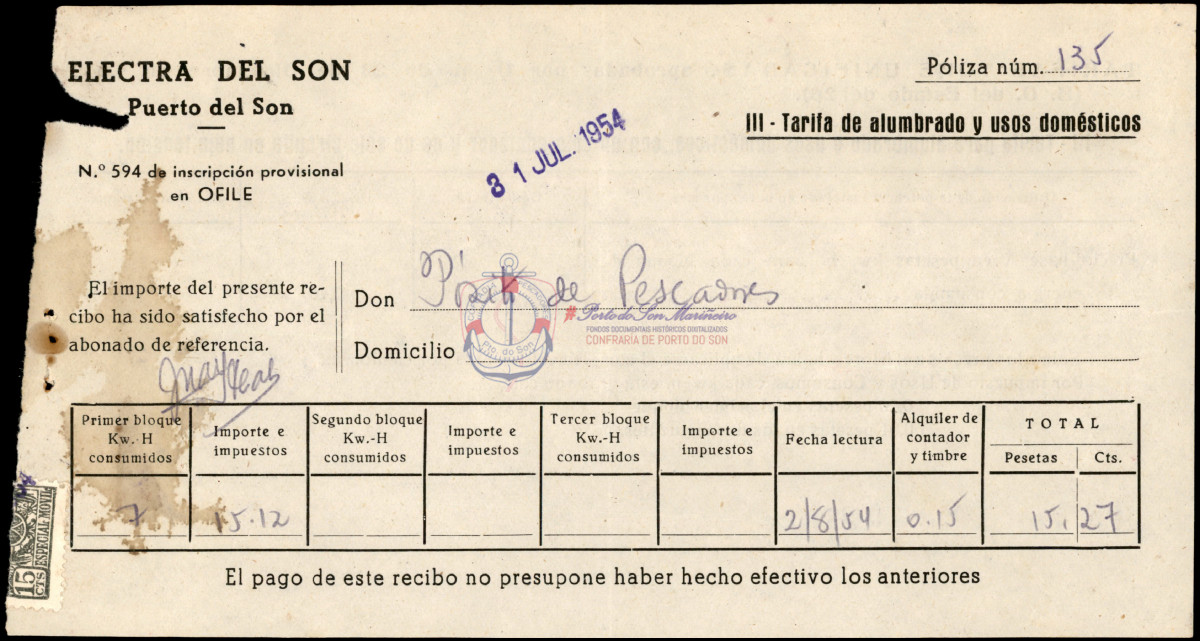 ELECTRA DEL SON
Puerto del Son
N.º 594 de inscripción provisional
en OFILE
31 JUL. 1954
Póliza núm. 135
III - Tarifa de alumbrado y usos domésticos
El importe del presente re-
cibo ha sido satisfecho por el
abonado de referencia.
Don Pósito de Pescadores
Domicilio
Pto. do Son
#Porto do Son Mariñeiro
FONDOS DOCUMENTAIS HISTÓRICOS DIXITALIZADOS
CONFRARÍA DE PORTO DO SON
Primer bloque Kw.-H consumidos
Importe e impuestos
Segundo bloque Kw.-H consumidos
Importe e impuestos
Tercer bloque Kw.-H consumidos
Importe e impuestos
Fecha lectura
Alquiler de contador y timbre
TOTAL
Pesetas
Cts.
7
15.12
2/8/54
0.15
15,
27
15 CTS ESPECIAL MOVIL
El pago de este recibo no presupone haber hecho efectivo los anteriores